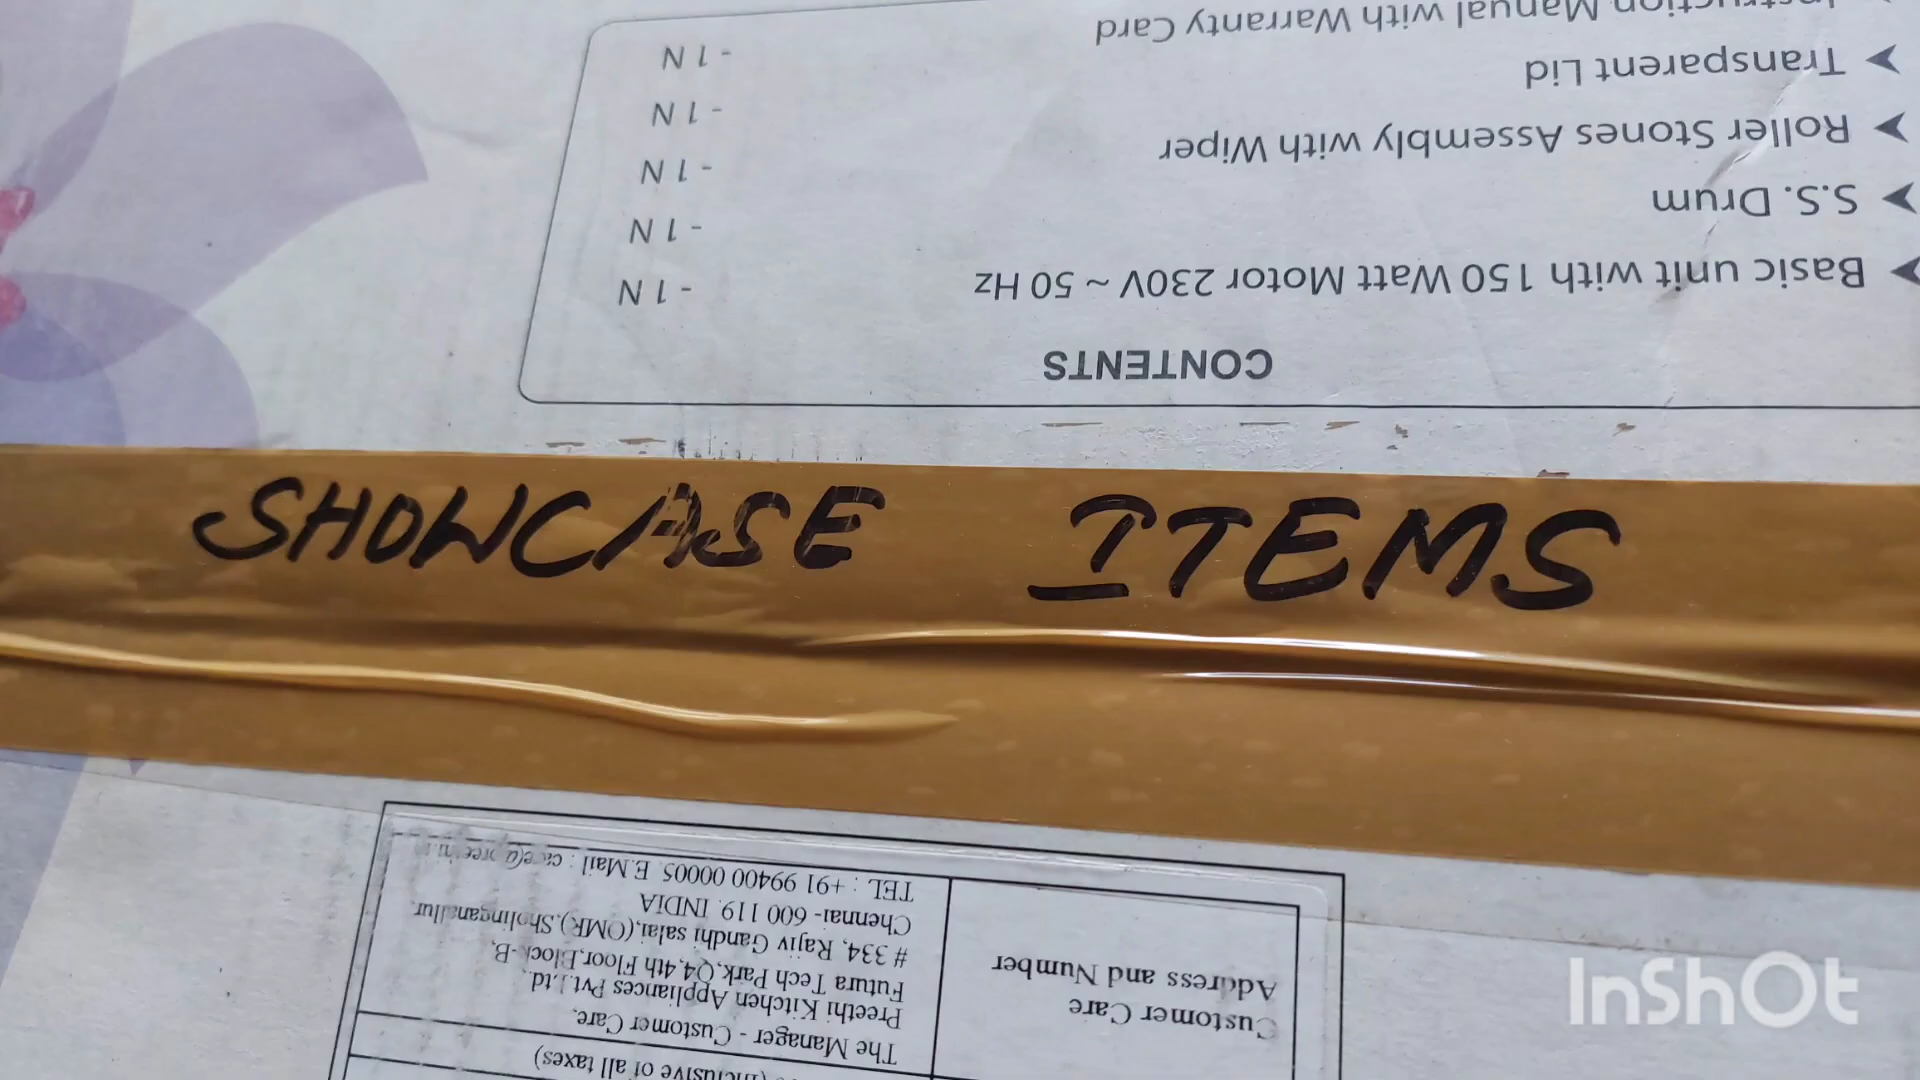 SHOWCASE ITEMS
CONTENTS
➤ Basic unit with 150 Watt Motor 230V ~ 50 Hz - 1 N
➤ S.S. Drum - 1 N
➤ Roller Stones Assembly with Wiper - 1 N
➤ Transparent Lid - 1 N
Instruction Manual with Warranty Card - 1 N
of all taxes)
Customer Care
Address and Number
The Manager - Customer Care,
Preethi Kitchen Appliances Pvt.Ltd.,
Futura Tech Park,Q4,4th Floor,Block-B,
# 334, Rajiv Gandhi salai,(OMR),Sholinganallur,
Chennai- 600 119. INDIA
TEL : +91 99400 00005. E.Mail :
InShOt